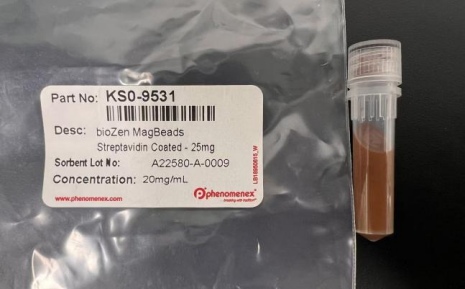 Part No: KS0-9531
Desc: bioZen MagBeads
Streptavidin Coated - 25mg
Sorbent Lot No: A22580-A-0009
Concentration: 20mg/mL
www.phenomenex.com
phenomenex